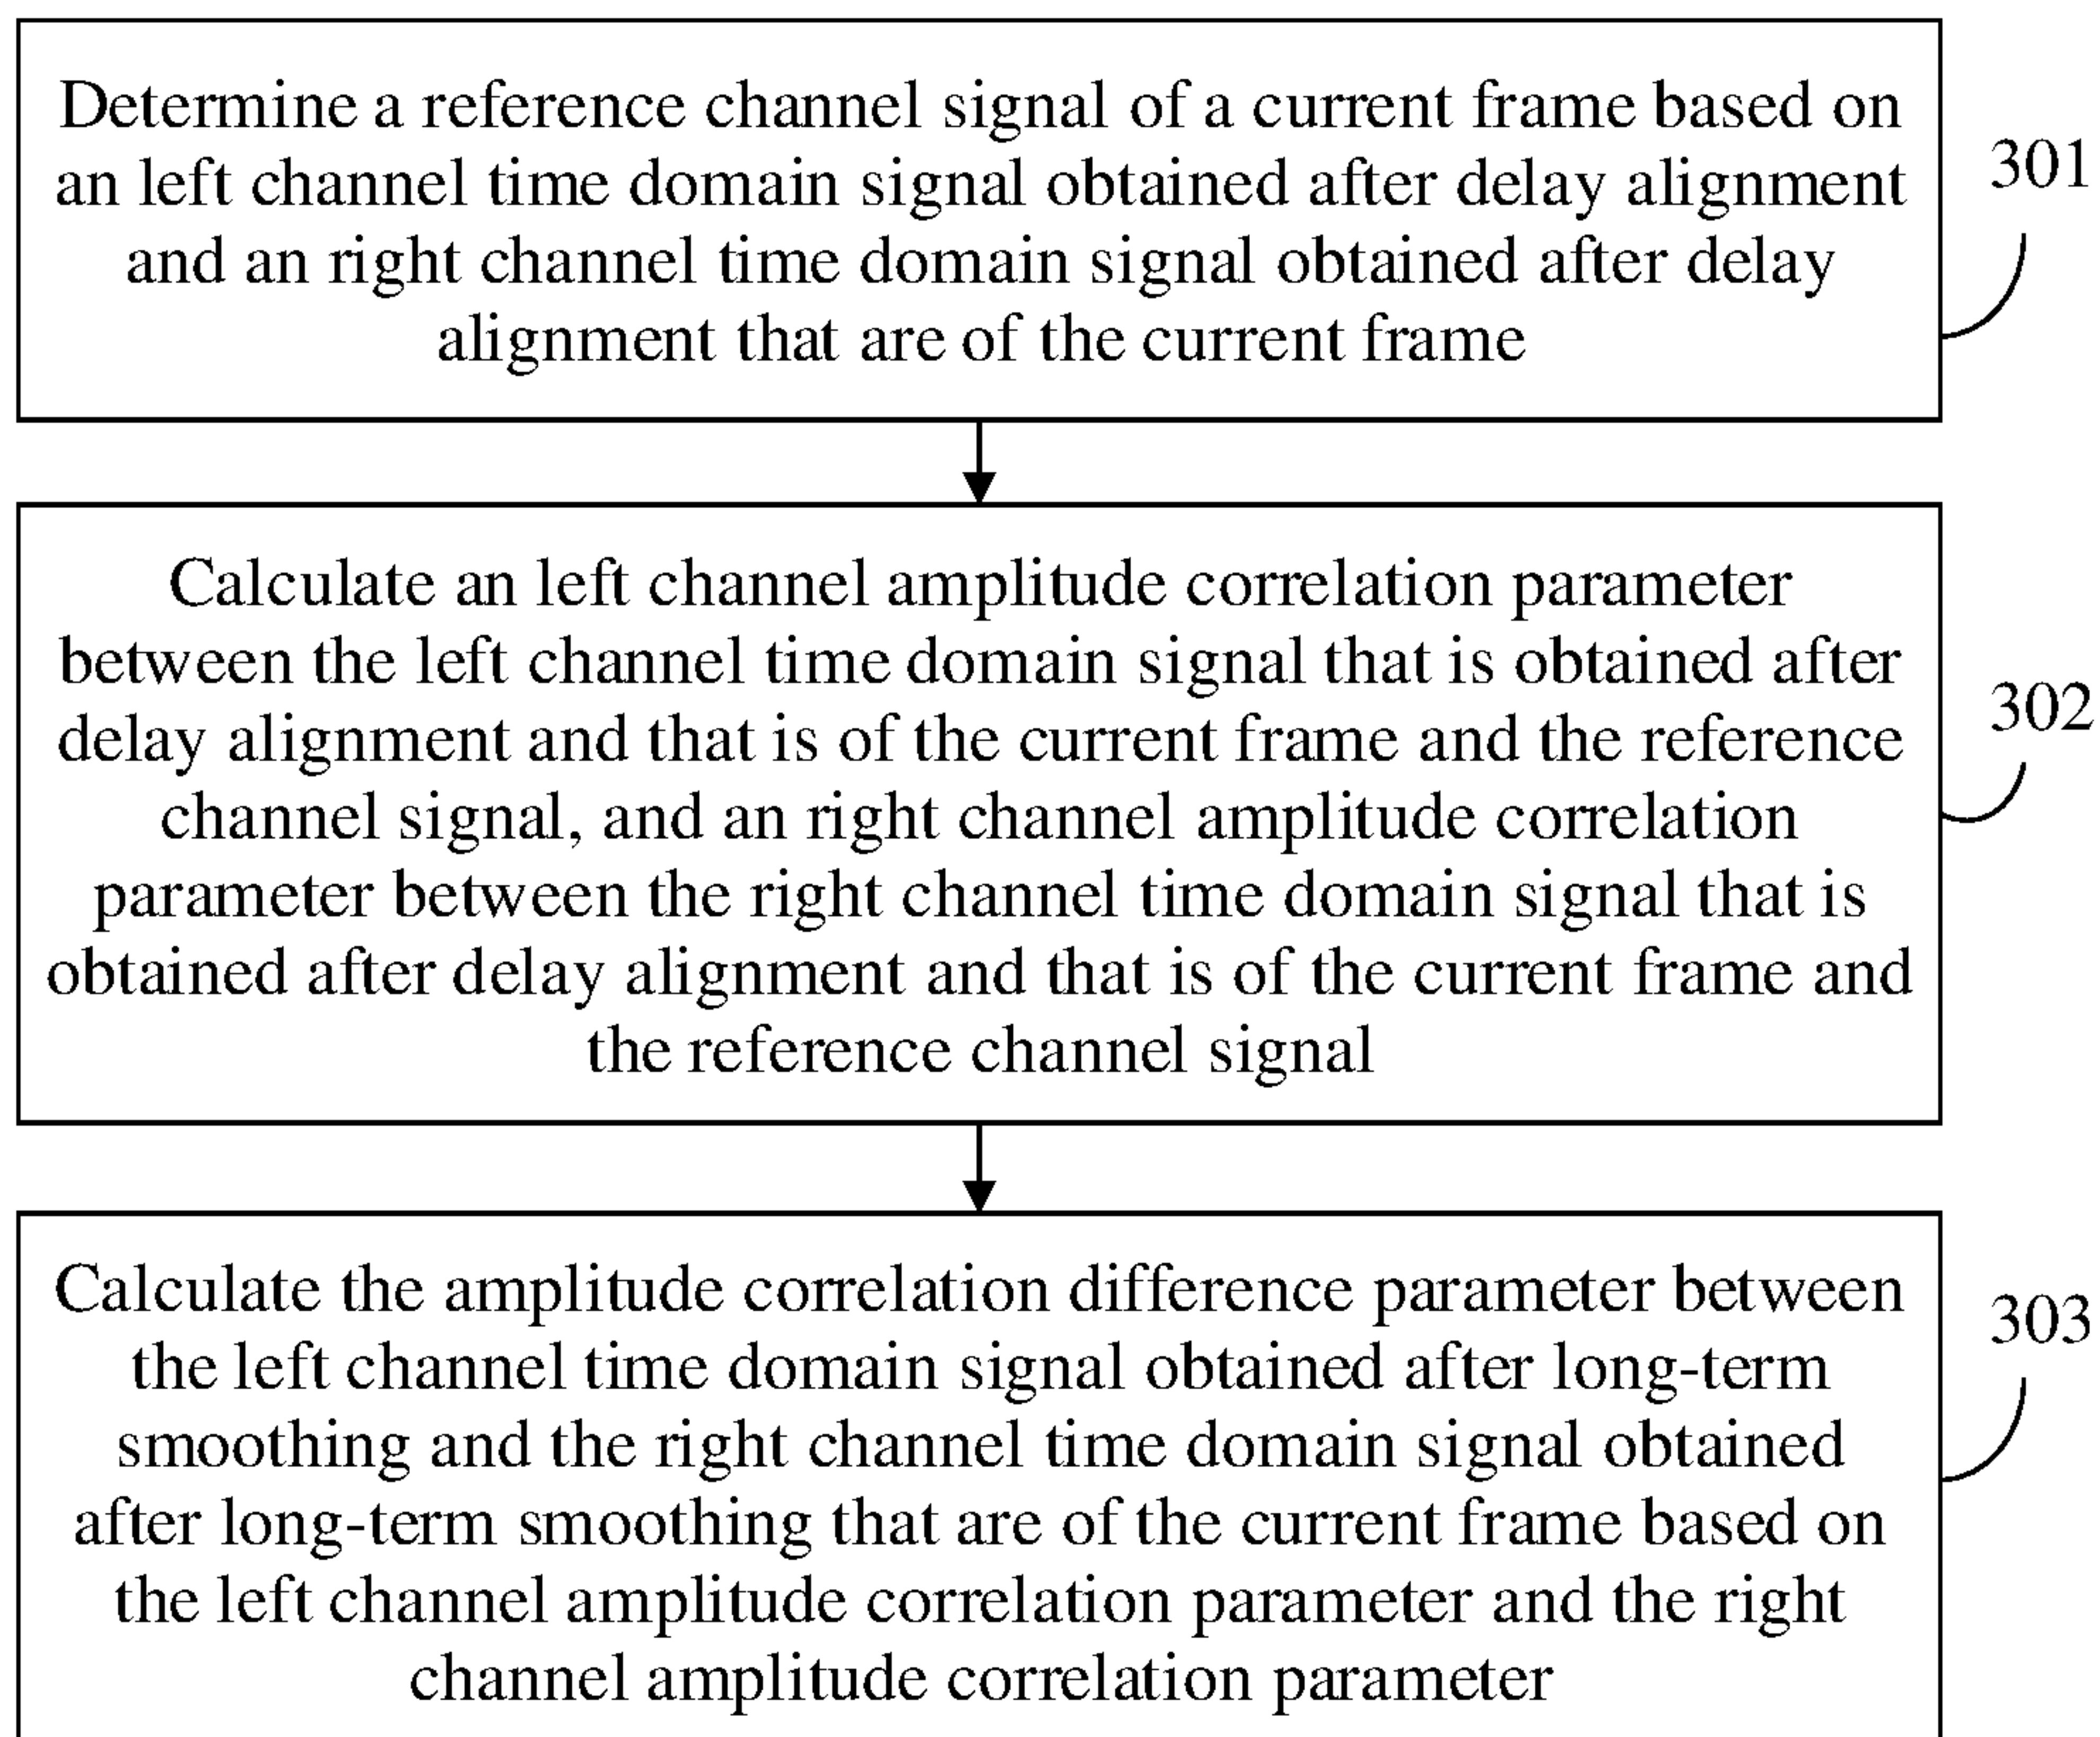 Determine a reference channel signal of a current frame based on
an left channel time domain signal obtained after delay alignment
and an right channel time domain signal obtained after delay
alignment that are of the current frame
301
Calculate an left channel amplitude correlation parameter
between the left channel time domain signal that is obtained after
delay alignment and that is of the current frame and the reference
channel signal, and an right channel amplitude correlation
parameter between the right channel time domain signal that is
obtained after delay alignment and that is of the current frame and
the reference channel signal
302
Calculate the amplitude correlation difference parameter between
the left channel time domain signal obtained after long-term
smoothing and the right channel time domain signal obtained
after long-term smoothing that are of the current frame based on
the left channel amplitude correlation parameter and the right
channel amplitude correlation parameter
303